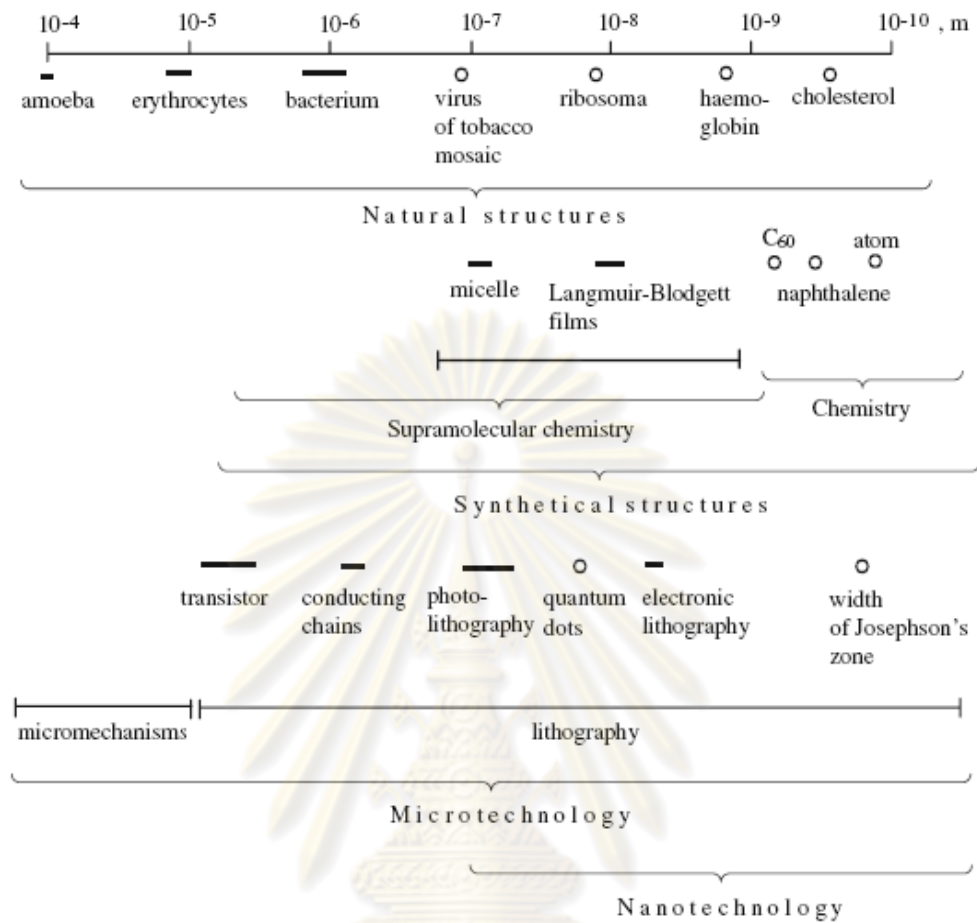 10-4 10-5 10-6 10-7 10-8 10-9 10-10 , m
amoeba erythrocytes bacterium virus ribosoma haemo- cholesterol
of tobacco globin
mosaic
Natural structures
C60 atom
micelle Langmuir-Blodgett naphthalene
films
Chemistry
Supramolecular chemistry
Synthetical structures
transistor conducting photo- quantum electronic width
chains lithography dots lithography of Josephson's
zone
micromechanisms lithography
Microtechnology
Nanotechnology